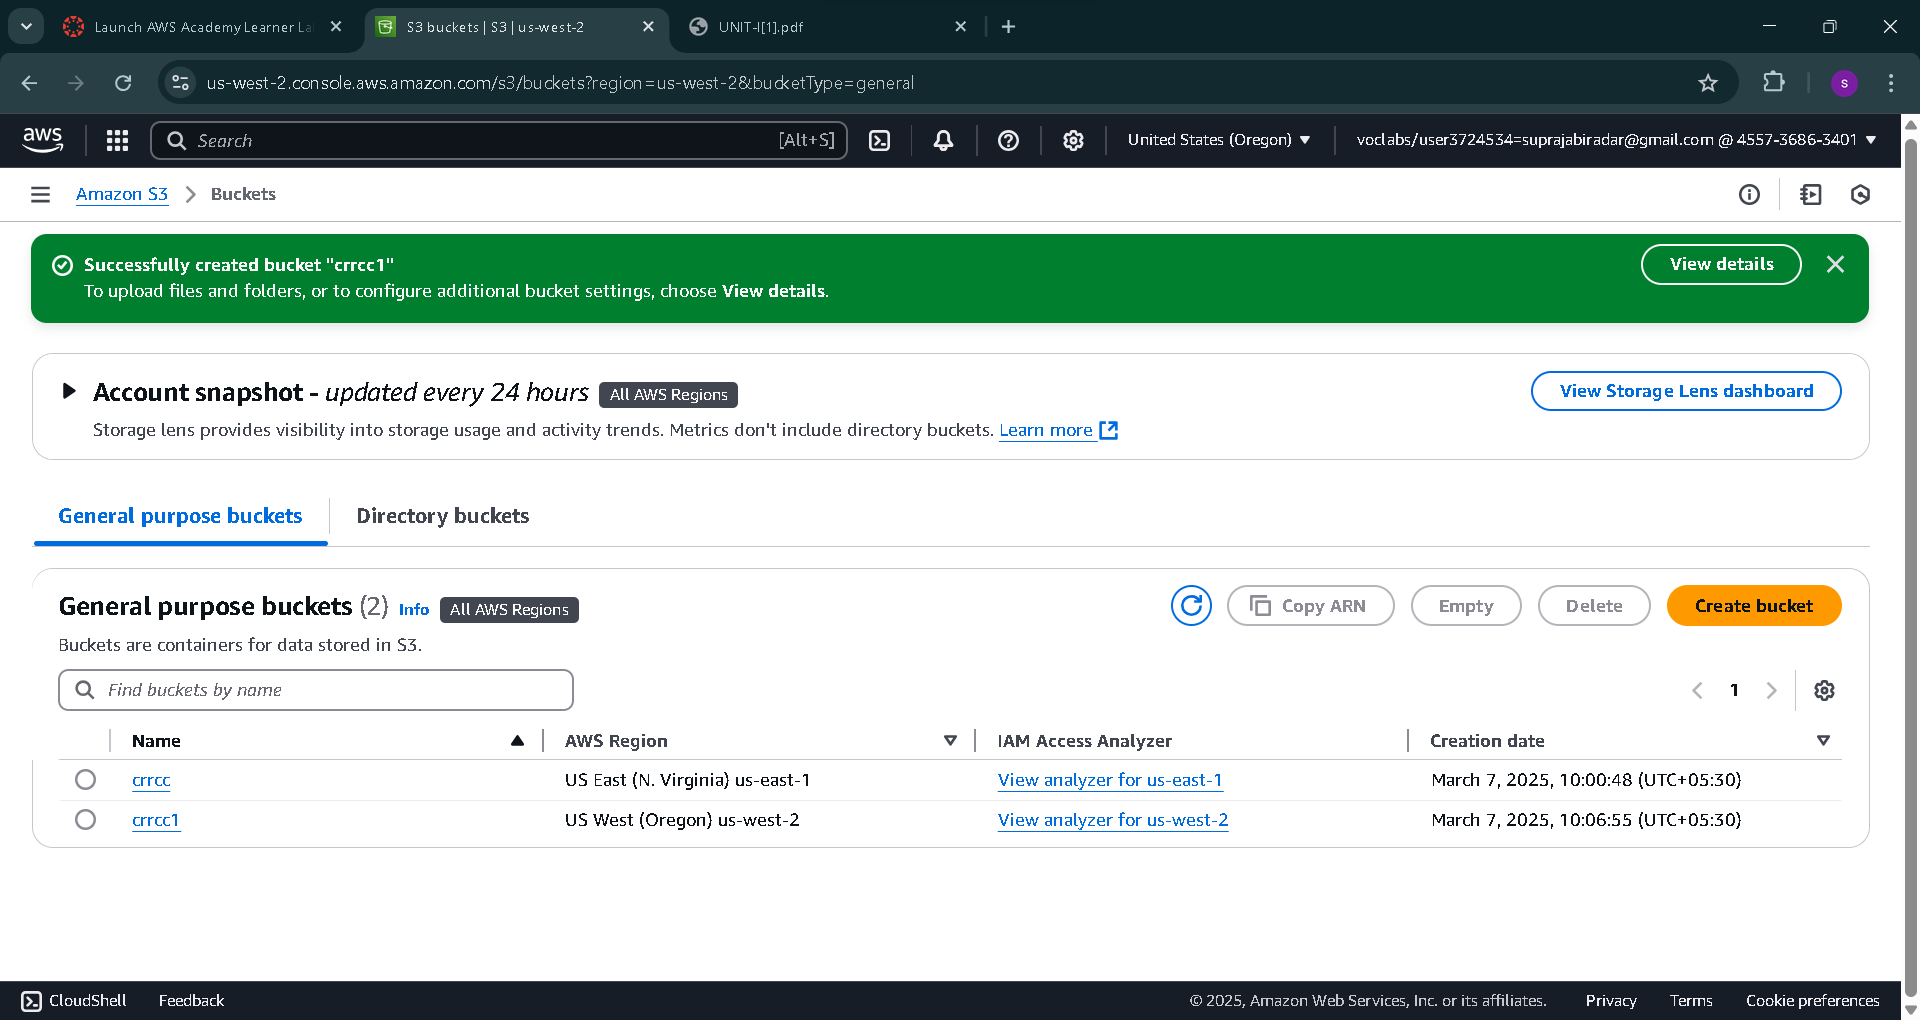 Launch AWS Academy Learner La
S3 buckets | S3 | us-west-2
UNIT-I[1].pdf
us-west-2.console.aws.amazon.com/s3/buckets?region=us-west-2&bucketType=general
s
aws
Search
[Alt+S]
United States (Oregon)
voclabs/user3724534=suprajabiradar@gmail.com @ 4557-3686-3401
Amazon S3
Buckets
Successfully created bucket "crrcc1"
To upload files and folders, or to configure additional bucket settings, choose View details.
View details
Account snapshot - updated every 24 hours
All AWS Regions
View Storage Lens dashboard
Storage lens provides visibility into storage usage and activity trends. Metrics don't include directory buckets. Learn more
General purpose buckets
Directory buckets
General purpose buckets (2) Info All AWS Regions
Copy ARN
Empty
Delete
Create bucket
Buckets are containers for data stored in S3.
Find buckets by name
1
Name
AWS Region
IAM Access Analyzer
Creation date
crrcc
US East (N. Virginia) us-east-1
View analyzer for us-east-1
March 7, 2025, 10:00:48 (UTC+05:30)
crrcc1
US West (Oregon) us-west-2
View analyzer for us-west-2
March 7, 2025, 10:06:55 (UTC+05:30)
CloudShell
Feedback
© 2025, Amazon Web Services, Inc. or its affiliates.
Privacy
Terms
Cookie preferences